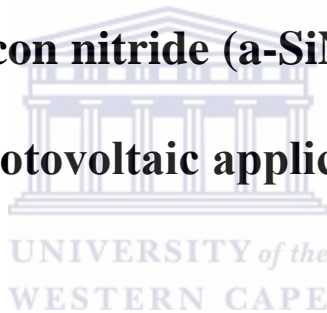 con nitride (a-SiN
otovoltaic applic
UNIVERSITY of the
WESTERN CAPE